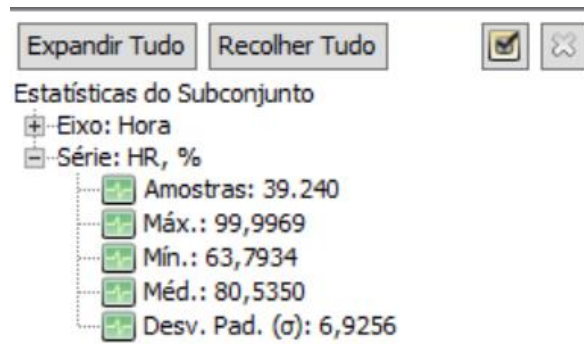 Expandir Tudo Recolher Tudo
Estatísticas do Subconjunto
Eixo: Hora
Série: HR, %
Amostras: 39.240
Máx.: 99,9969
Mín.: 63,7934
Méd.: 80,5350
Desv. Pad. (σ): 6,9256